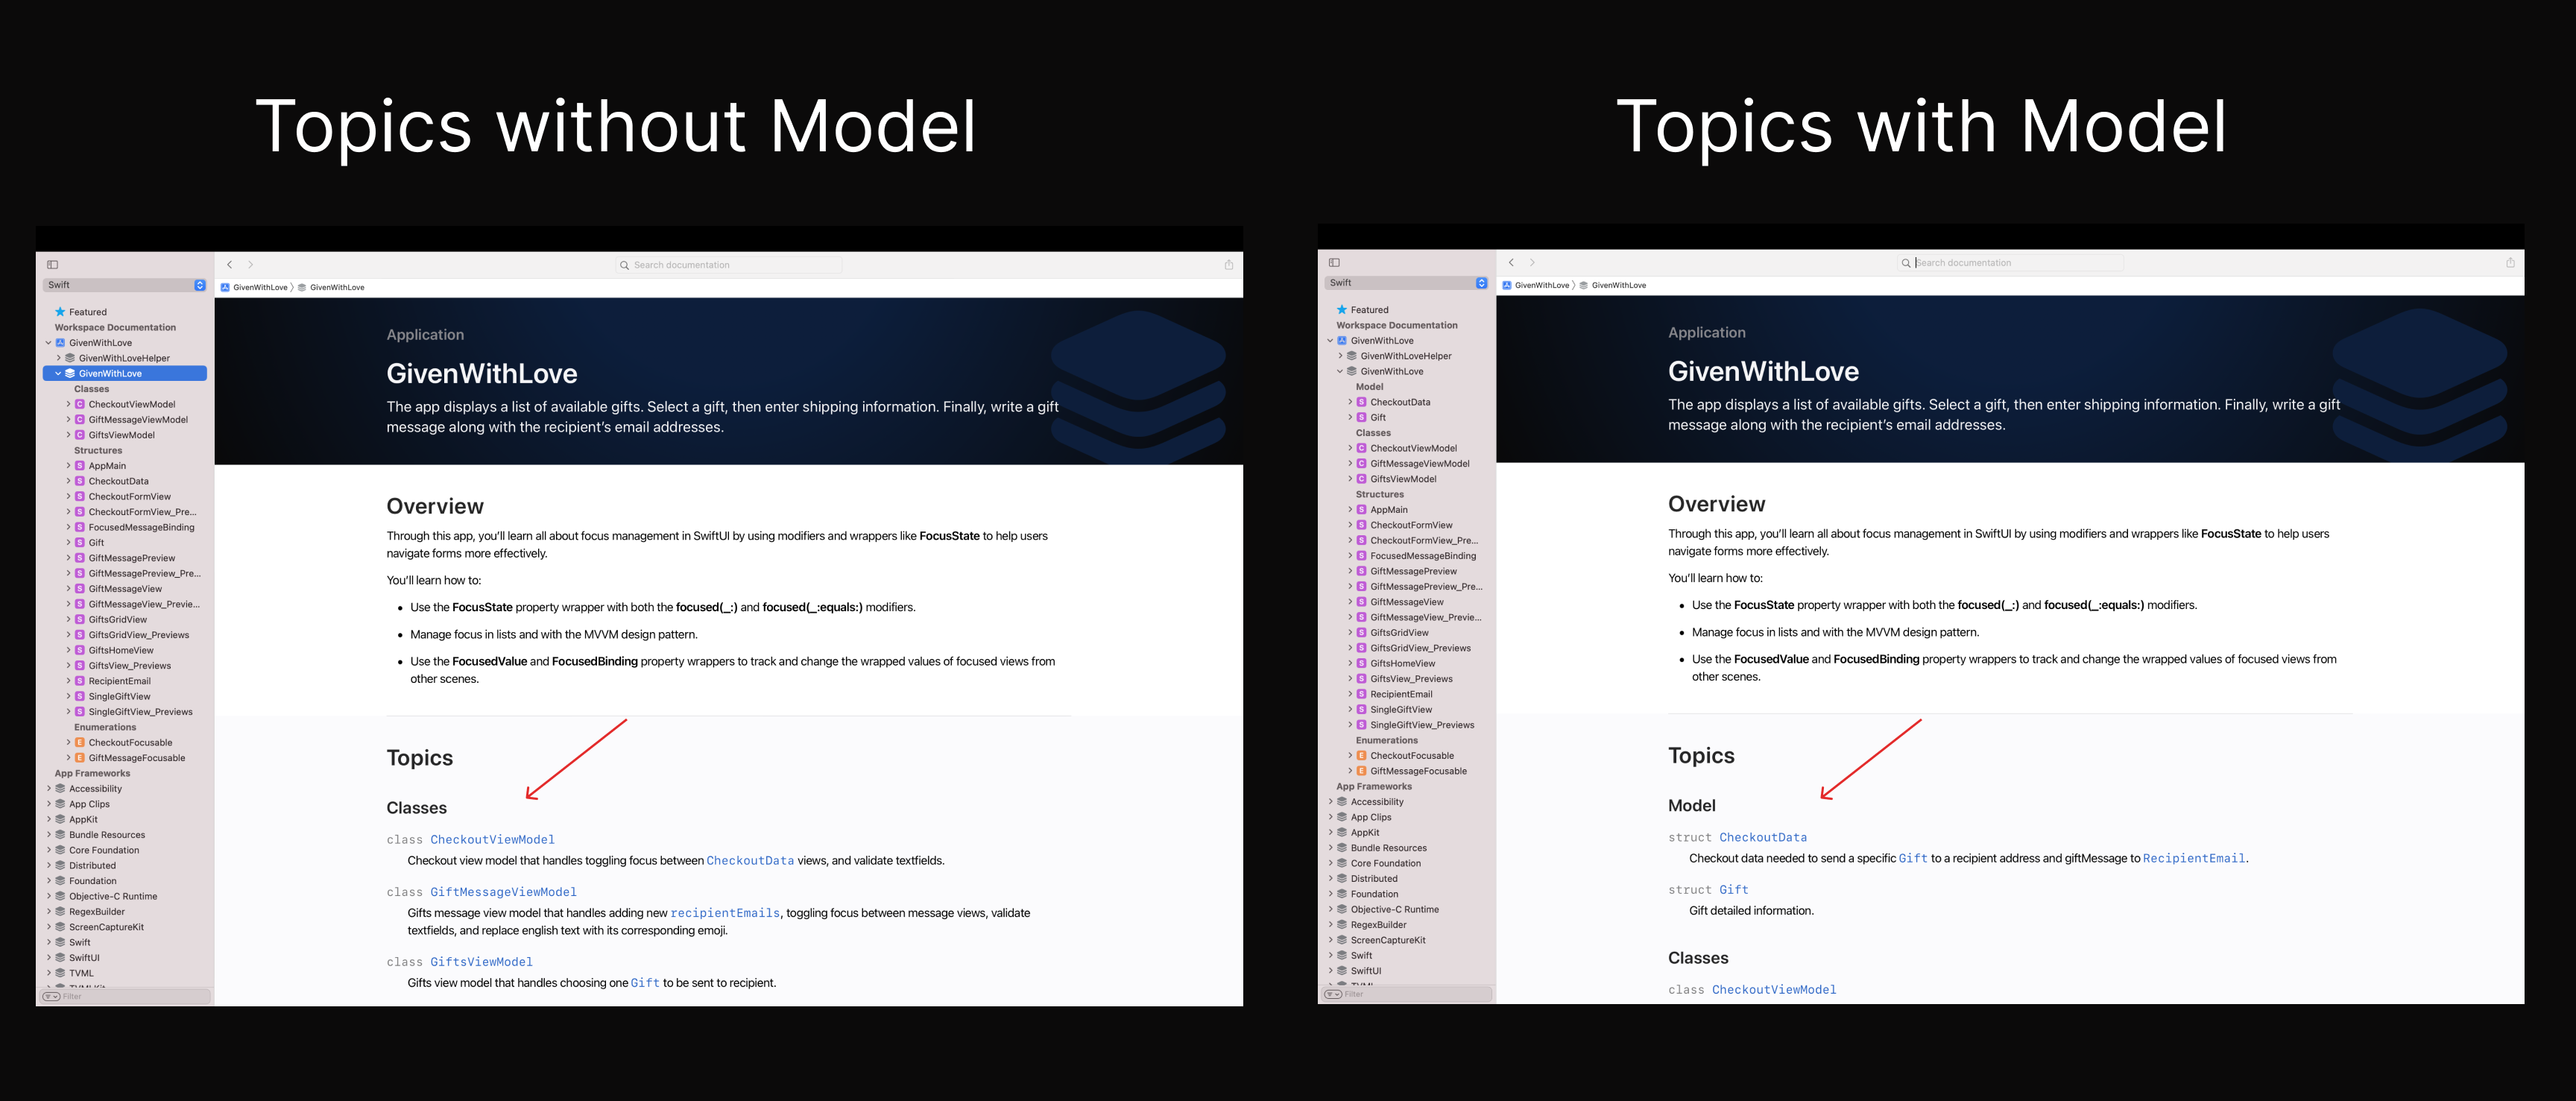 Topics without Model
Swift
Featured
Workspace Documentation
GivenWithLove
GivenWithLoveHelper
GivenWithLove
Classes
CheckoutViewModel
GiftMessageViewModel
GiftsViewModel
Structures
AppMain
CheckoutData
CheckoutFormView
CheckoutFormView_Pre...
FocusedMessageBinding
Gift
GiftMessagePreview
GiftMessagePreview_Pre...
GiftMessageView
GiftMessageView_Previe...
GiftsGridView
GiftsGridView_Previews
GiftsHomeView
GiftsView_Previews
RecipientEmail
SingleGiftView
SingleGiftView_Previews
Enumerations
CheckoutFocusable
GiftMessageFocusable
App Frameworks
Accessibility
App Clips
AppKit
Bundle Resources
Core Foundation
Distributed
Foundation
Objective-C Runtime
RegexBuilder
ScreenCaptureKit
Swift
SwiftUI
TVML
TVMLKit
Filter
Search documentation
GivenWithLove GivenWithLove
Application
GivenWithLove
The app displays a list of available gifts. Select a gift, then enter shipping information. Finally, write a gift
message along with the recipient's email addresses.
Overview
Through this app, you'll learn all about focus management in SwiftUI by using modifiers and wrappers like FocusState to help users
navigate forms more effectively.
You'll learn how to:
• Use the FocusState property wrapper with both the focused(_:) and focused(_:equals:) modifiers.
• Manage focus in lists and with the MVVM design pattern.
• Use the FocusedValue and FocusedBinding property wrappers to track and change the wrapped values of focused views from
other scenes.
Topics
Classes
class CheckoutViewModel
Checkout view model that handles toggling focus between CheckoutData views, and validate textfields.
class GiftMessageViewModel
Gifts message view model that handles adding new recipientEmails, toggling focus between message views, validate
textfields, and replace english text with its corresponding emoji.
class GiftsViewModel
Gifts view model that handles choosing one Gift to be sent to recipient.
Topics with Model
Swift
Featured
Workspace Documentation
GivenWithLove
GivenWithLoveHelper
GivenWithLove
Model
CheckoutData
Gift
Classes
CheckoutViewModel
GiftMessageViewModel
GiftsViewModel
Structures
AppMain
CheckoutFormView
CheckoutFormView_Pre...
FocusedMessageBinding
GiftMessagePreview
GiftMessagePreview_Pre...
GiftMessageView
GiftMessageView_Previe...
GiftsGridView
GiftsGridView_Previews
GiftsHomeView
GiftsView_Previews
RecipientEmail
SingleGiftView
SingleGiftView_Previews
Enumerations
CheckoutFocusable
GiftMessageFocusable
App Frameworks
Accessibility
App Clips
AppKit
Bundle Resources
Core Foundation
Distributed
Foundation
Objective-C Runtime
RegexBuilder
ScreenCaptureKit
Swift
SwiftUI
TVML
Filter
Search documentation
GivenWithLove GivenWithLove
Application
GivenWithLove
The app displays a list of available gifts. Select a gift, then enter shipping information. Finally, write a gift
message along with the recipient's email addresses.
Overview
Through this app, you'll learn all about focus management in SwiftUI by using modifiers and wrappers like FocusState to help users
navigate forms more effectively.
You'll learn how to:
• Use the FocusState property wrapper with both the focused(_:) and focused(_:equals:) modifiers.
• Manage focus in lists and with the MVVM design pattern.
• Use the FocusedValue and FocusedBinding property wrappers to track and change the wrapped values of focused views from
other scenes.
Topics
Model
struct CheckoutData
Checkout data needed to send a specific Gift to a recipient address and giftMessage to RecipientEmail.
struct Gift
Gift detailed information.
Classes
class CheckoutViewModel